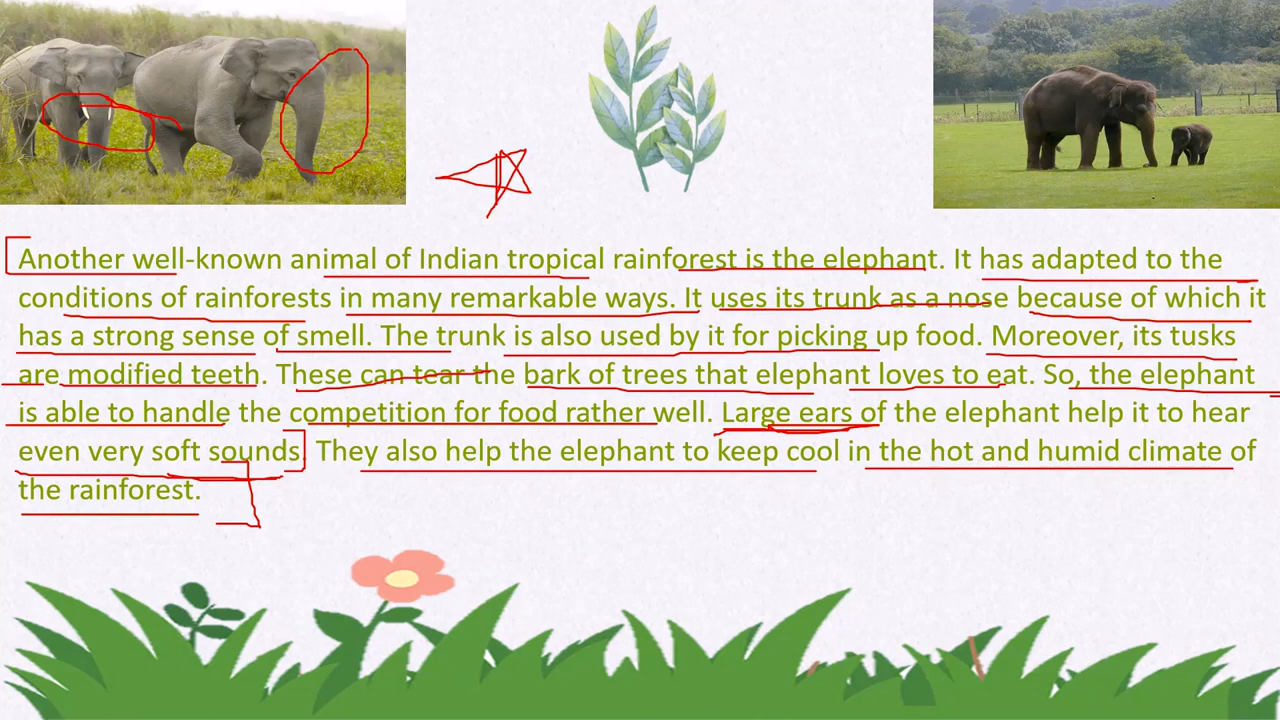 Another well-known animal of Indian tropical rainforest is the elephant. It has adapted to the
conditions of rainforests in many remarkable ways. It uses its trunk as a nose because of which it
has a strong sense of smell. The trunk is also used by it for picking up food. Moreover, its tusks
are modified teeth. These can tear the bark of trees that elephant loves to eat. So, the elephant
is able to handle the competition for food rather well. Large ears of the elephant help it to hear
even very soft sounds. They also help the elephant to keep cool in the hot and humid climate of
the rainforest.